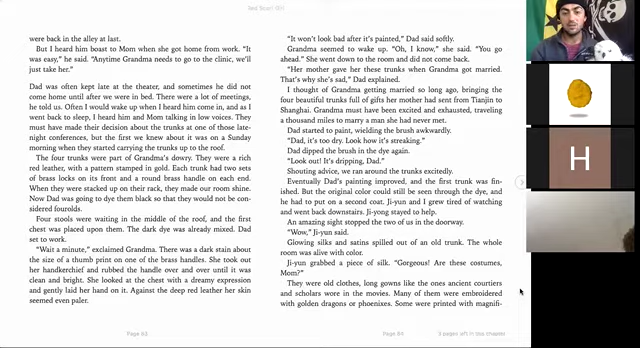 Red Scarf Girl
were back in the alley at last.
But I heard him boast to Mom when she got home from work. “It
was easy,” he said. “Anytime Grandma needs to go to the clinic, we’ll
just take her.”
Dad was often kept late at the theater, and sometimes he did not
come home until after we were in bed. There were a lot of meetings,
he told us. Often I would wake up when I heard him come in, and as I
went back to sleep, I heard him and Mom talking in low voices. They
must have made their decision about the trunks at one of those late-
night conferences, but the first we knew about it was on a Sunday
morning when they started carrying the trunks up to the roof.
The four trunks were part of Grandma’s dowry. They were a rich
red leather, with a pattern stamped in gold. Each trunk had two sets
of brass locks on its front and a round brass handle on each end.
When they were stacked up on their rack, they made our room shine.
Now Dad was going to dye them black so that they would not be con-
sidered fourolds.
Four stools were waiting in the middle of the roof, and the first
chest was placed upon them. The dark dye was already mixed. Dad
set to work.
“Wait a minute,” exclaimed Grandma. There was a dark stain about
the size of a thumb print on one of the brass handles. She took out
her handkerchief and rubbed the handle over and over until it was
clean and bright. She looked at the chest with a dreamy expression
and gently laid her hand on it. Against the deep red leather her skin
seemed even paler.
Page 63
“It won’t look bad after it’s painted,” Dad said softly.
Grandma seemed to wake up. “Oh, I know,” she said. “You go
ahead.” She went down to the room and did not come back.
“Her mother gave her these trunks when Grandma got married.
That’s why she’s sad,” Dad explained.
I thought of Grandma getting married so long ago, bringing the
four beautiful trunks full of gifts her mother had sent from Tianjin to
Shanghai. Grandma must have been excited and exhausted, traveling
a thousand miles to marry a man she had never met.
Dad started to paint, wielding the brush awkwardly.
“Dad, it’s too dry. Look how it’s streaking.”
Dad dipped the brush in the dye again.
“Look out! It’s dripping, Dad.”
Shouting advice, we ran around the trunks excitedly.
Eventually Dad’s painting improved, and the first trunk was fin-
ished. But the original color could still be seen through the dye, and
he had to put on a second coat. Ji-yun and I grew tired of watching
and went back downstairs. Ji-yong stayed to help.
An amazing sight stopped the two of us in the doorway.
“Wow,” Ji-yun said.
Glowing silks and satins spilled out of an old trunk. The whole
room was alive with color.
Ji-yun grabbed a piece of silk. “Gorgeous! Are these costumes,
Mom?”
They were old clothes, long gowns like the ones ancient courtiers
and scholars wore in the movies. Many of them were embroidered
with golden dragons or phoenixes. Some were printed with magnifi-
Page 64
3 pages left in this chapter
H